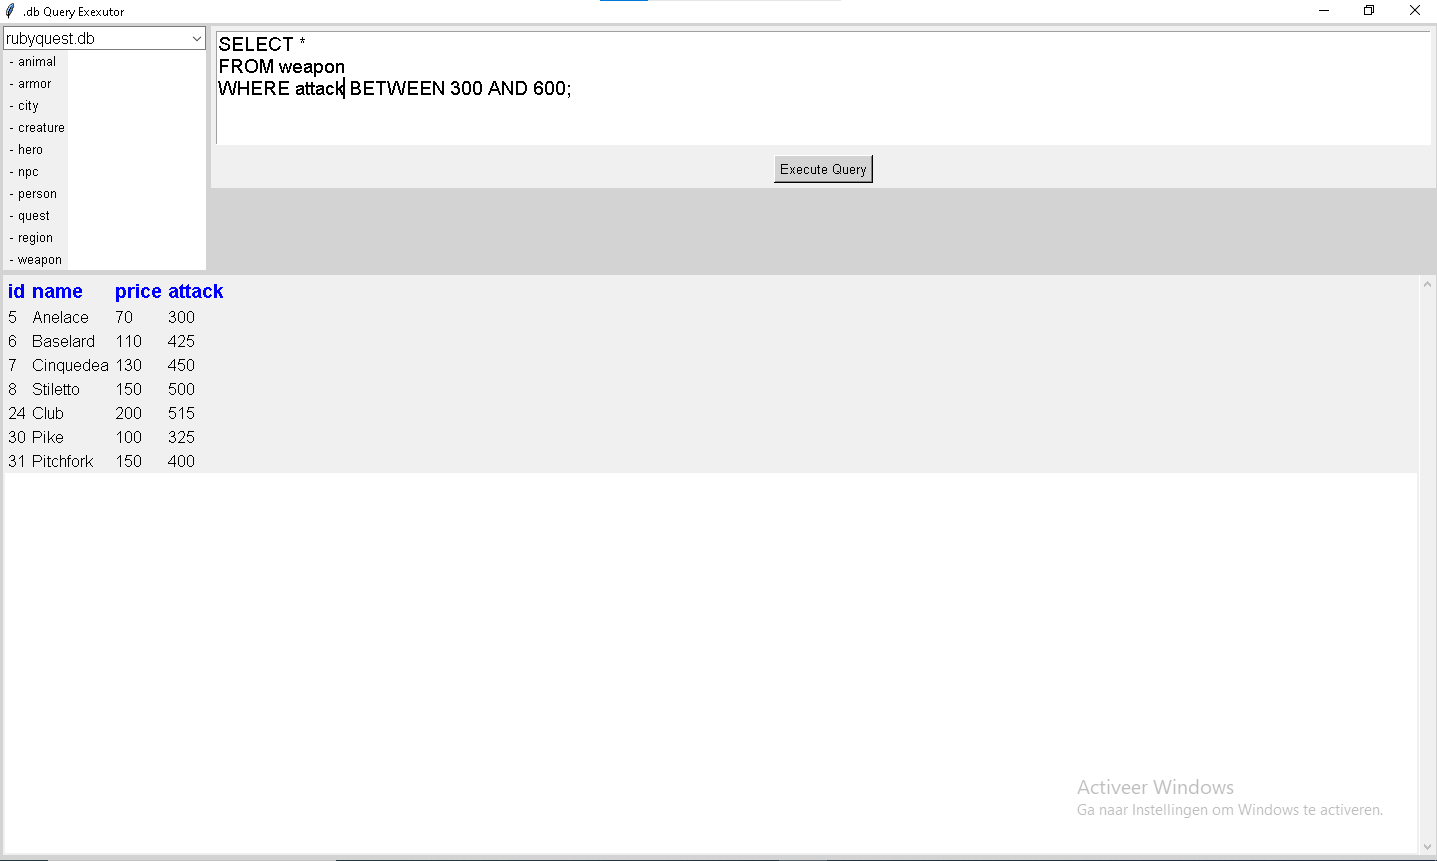 .db Query Exexutor
rubyquest.db
- animal
- armor
- city
- creature
- hero
- npc
- person
- quest
- region
- weapon
SELECT *
FROM weapon
WHERE attack BETWEEN 300 AND 600;
Execute Query
id name price attack
5 Anelace 70 300
6 Baselard 110 425
7 Cinquedea 130 450
8 Stiletto 150 500
24 Club 200 515
30 Pike 100 325
31 Pitchfork 150 400
Activeer Windows
Ga naar Instellingen om Windows te activeren.